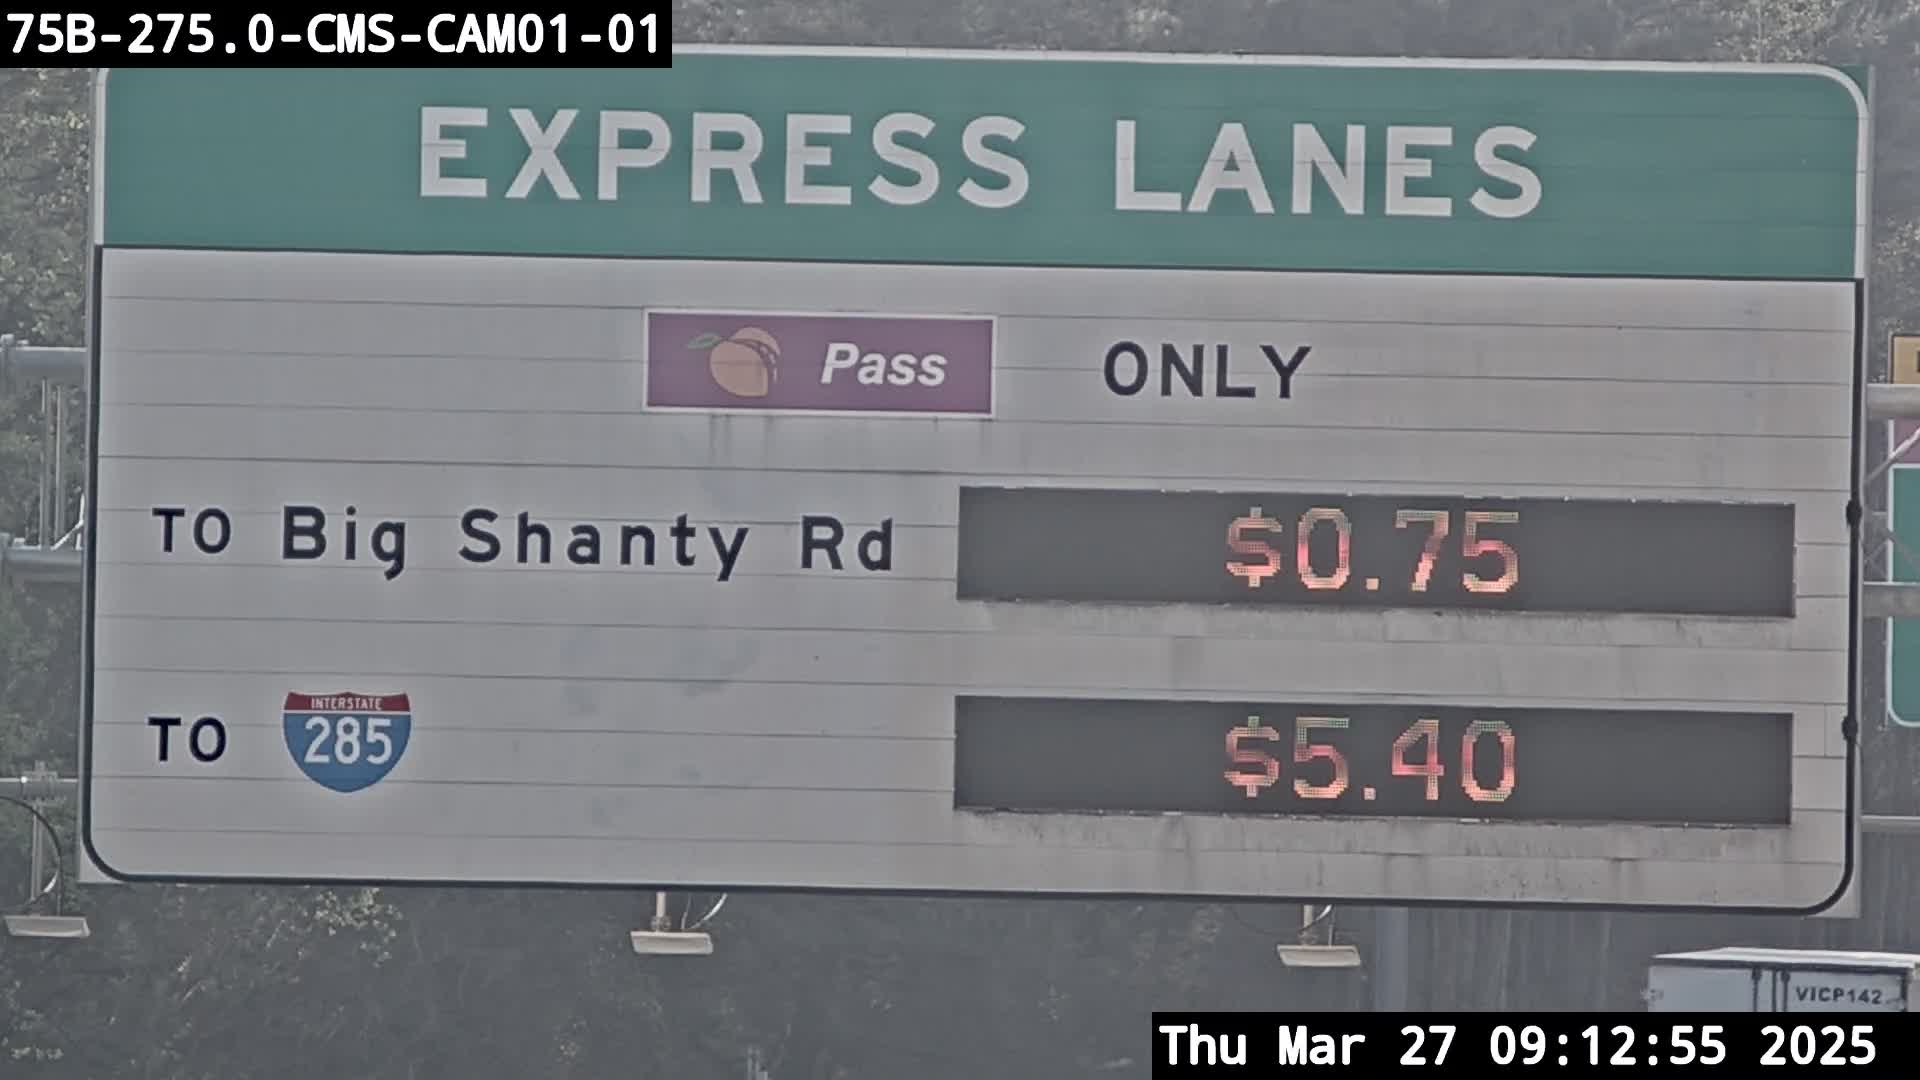 75B-275.0-CMS-CAM01-01
EXPRESS LANES
Pass ONLY
TO Big Shanty Rd $0.75
TO INTERSTATE 285 $5.40
VICP142
Thu Mar 27 09:12:55 2025